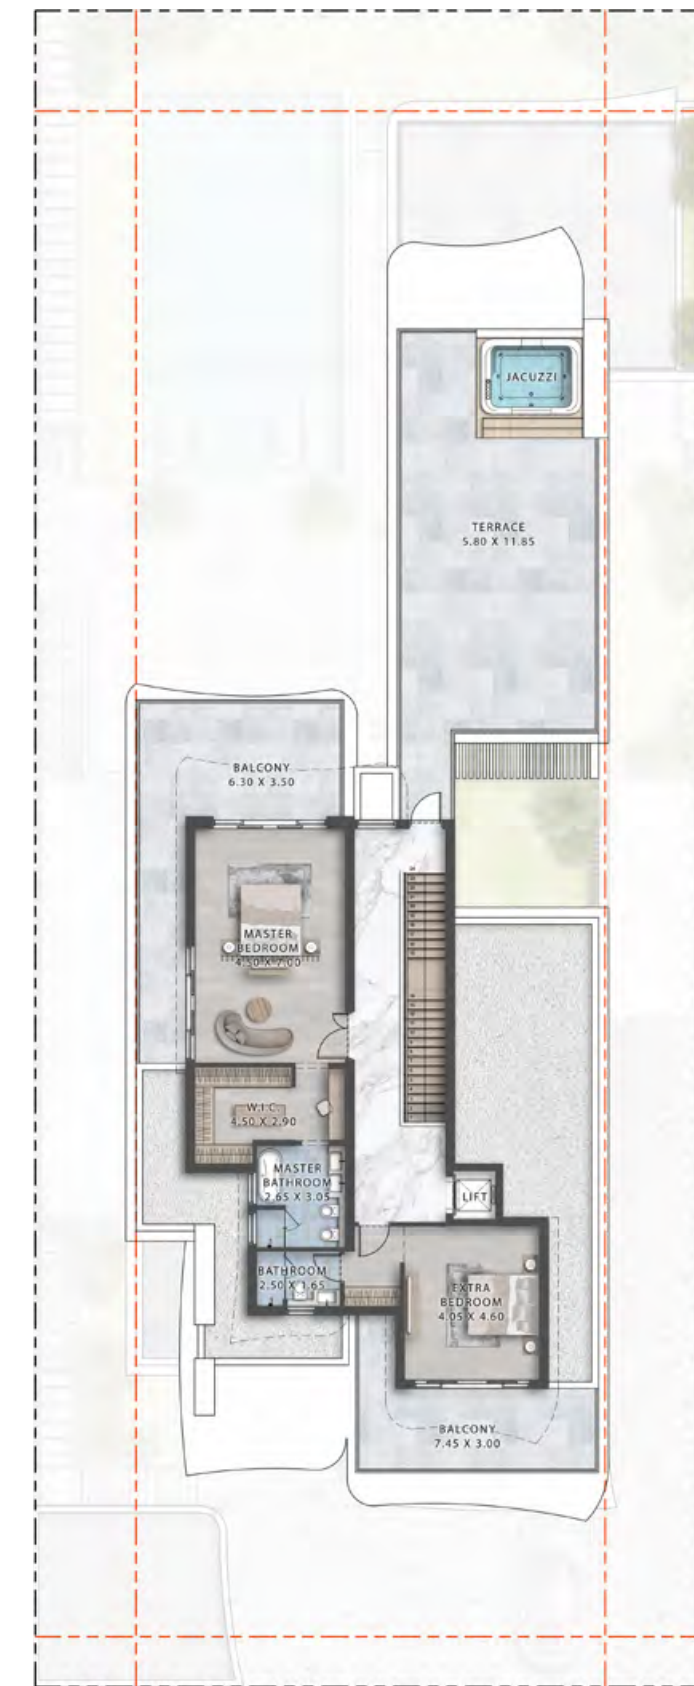 JACUZZI
TERRACE
5.80 X 11.85
BALCONY
6.30 X 3.50
MASTER
BEDROOM
4.50 X 7.00
W.I.C.
4.50 X 2.90
MASTER
BATHROOM
2.65 X 3.05
LIFT
BATHROOM
2.50 X 1.65
EXTRA
BEDROOM
4.05 X 4.60
BALCONY
7.45 X 3.00